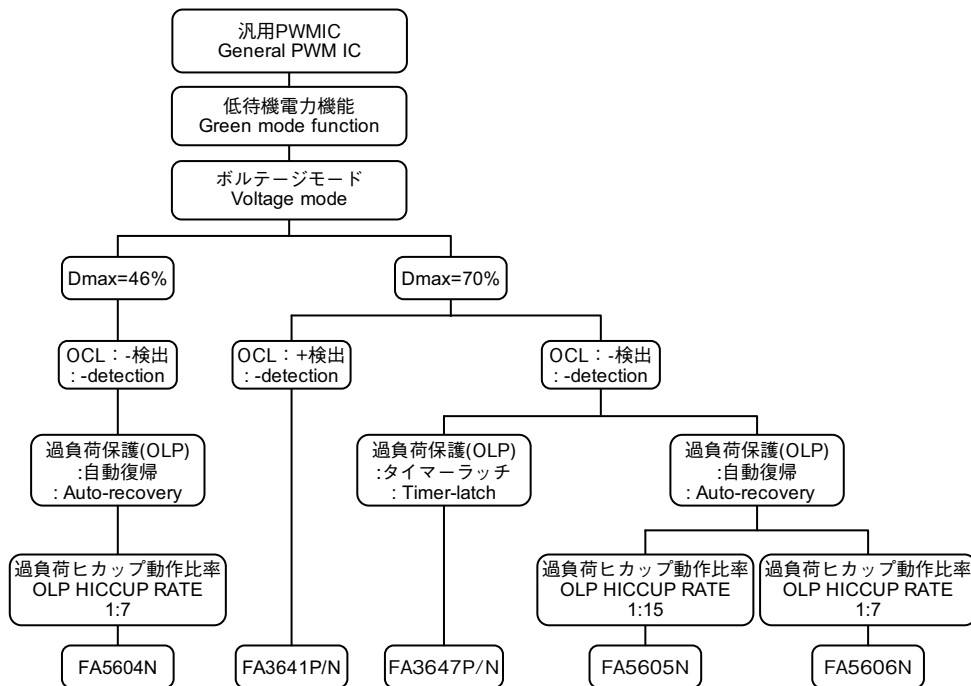 汎用PWMIC
General PWM IC
低待機電力機能
Green mode function
ボルテージモード
Voltage mode
Dmax=46%
Dmax=70%
OCL：-検出
: -detection
OCL：+検出
: -detection
OCL：-検出
: -detection
過負荷保護(OLP)
:自動復帰
: Auto-recovery
過負荷保護(OLP)
:タイマーラッチ
: Timer-latch
過負荷保護(OLP)
:自動復帰
: Auto-recovery
過負荷ヒカップ動作比率
OLP HICCUP RATE
1:7
過負荷ヒカップ動作比率
OLP HICCUP RATE
1:15
過負荷ヒカップ動作比率
OLP HICCUP RATE
1:7
FA5604N
FA3641P/N
FA3647P/N
FA5605N
FA5606N